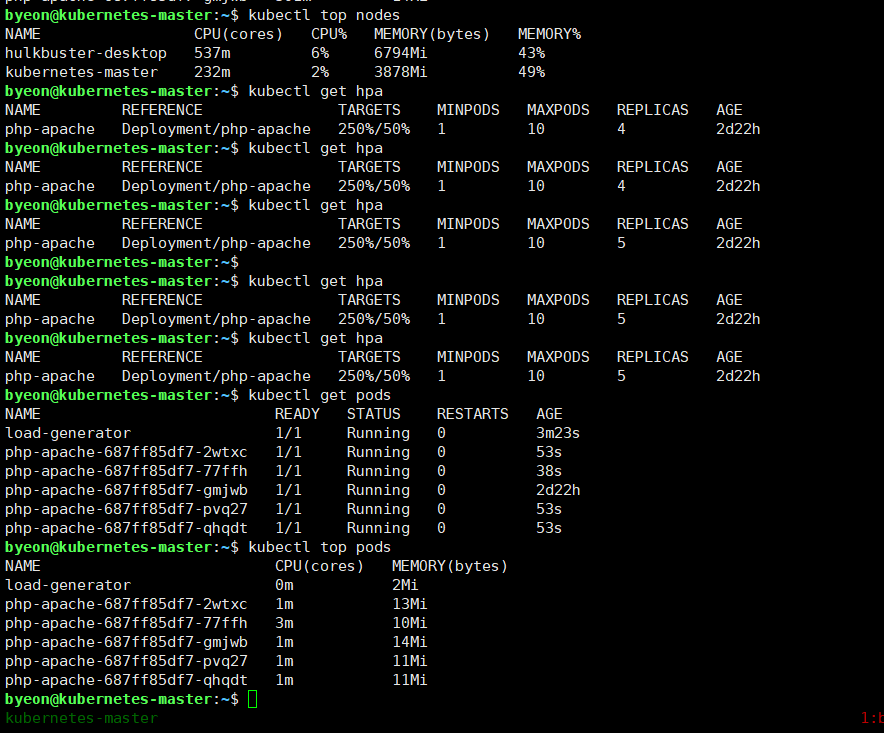 byeon@kubernetes-master:~$ kubectl top nodes
NAME CPU(cores) CPU% MEMORY(bytes) MEMORY%
hulkbuster-desktop 537m 6% 6794Mi 43%
kubernetes-master 232m 2% 3878Mi 49%
byeon@kubernetes-master:~$ kubectl get hpa
NAME REFERENCE TARGETS MINPODS MAXPODS REPLICAS AGE
php-apache Deployment/php-apache 250%/50% 1 10 4 2d22h
byeon@kubernetes-master:~$ kubectl get hpa
NAME REFERENCE TARGETS MINPODS MAXPODS REPLICAS AGE
php-apache Deployment/php-apache 250%/50% 1 10 4 2d22h
byeon@kubernetes-master:~$ kubectl get hpa
NAME REFERENCE TARGETS MINPODS MAXPODS REPLICAS AGE
php-apache Deployment/php-apache 250%/50% 1 10 5 2d22h
byeon@kubernetes-master:~$
byeon@kubernetes-master:~$ kubectl get hpa
NAME REFERENCE TARGETS MINPODS MAXPODS REPLICAS AGE
php-apache Deployment/php-apache 250%/50% 1 10 5 2d22h
byeon@kubernetes-master:~$ kubectl get hpa
NAME REFERENCE TARGETS MINPODS MAXPODS REPLICAS AGE
php-apache Deployment/php-apache 250%/50% 1 10 5 2d22h
byeon@kubernetes-master:~$ kubectl get pods
NAME READY STATUS RESTARTS AGE
load-generator 1/1 Running 0 3m23s
php-apache-687ff85df7-2wtxc 1/1 Running 0 53s
php-apache-687ff85df7-77ffh 1/1 Running 0 38s
php-apache-687ff85df7-gmjwb 1/1 Running 0 2d22h
php-apache-687ff85df7-pvq27 1/1 Running 0 53s
php-apache-687ff85df7-qhqdt 1/1 Running 0 53s
byeon@kubernetes-master:~$ kubectl top pods
NAME CPU(cores) MEMORY(bytes)
load-generator 0m 2Mi
php-apache-687ff85df7-2wtxc 1m 13Mi
php-apache-687ff85df7-77ffh 3m 10Mi
php-apache-687ff85df7-gmjwb 1m 14Mi
php-apache-687ff85df7-pvq27 1m 11Mi
php-apache-687ff85df7-qhqdt 1m 11Mi
byeon@kubernetes-master:~$
kubernetes-master 1:b